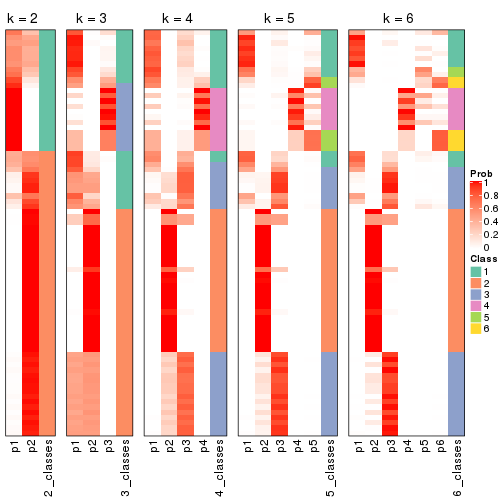 k = 2
k = 3
k = 4
k = 5
k = 6
Prob
1
0.8
0.6
0.4
0.2
0
Class
1
2
3
4
5
6
p1
p2
2_classes
p1
p2
p3
3_classes
p1
p2
p3
p4
4_classes
p1
p2
p3
p4
p5
5_classes
p1
p2
p3
p4
p5
p6
6_classes